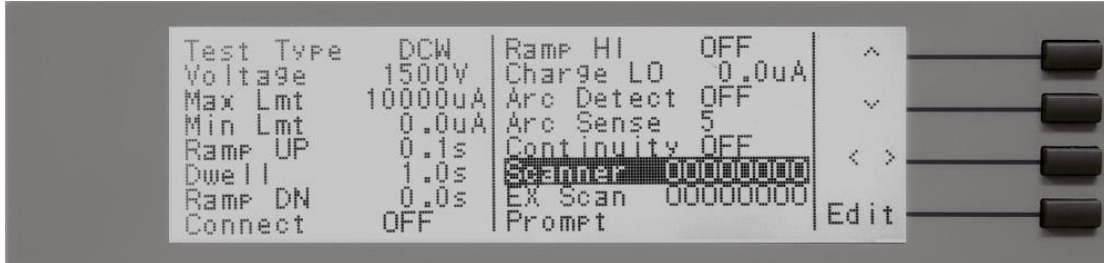 Test Type DCW
Voltage 1500V
Max Lmt 10000uA
Min Lmt 0.0uA
Ramp UP 0.1s
Dwell 1.0s
Ramp DN 0.0s
Connect OFF
Ramp HI OFF
Charge LO 0.0uA
Arc Detect OFF
Arc Sense 5
Continuity OFF
Scanner OOOOOOOO
EX Scan OOOOOOOO
Prompt
^
v
< >
Edit